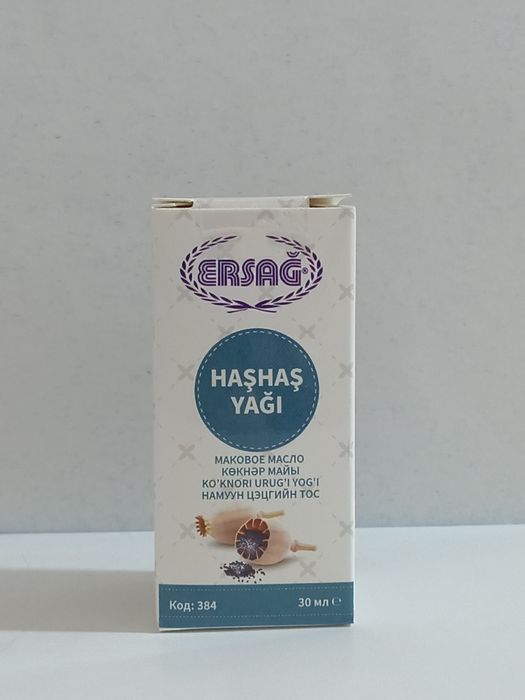 ERSAĞ®
HAŞHAŞ
YAĞI
МАКОВОЕ МАСЛО
КӨКНӘР МАЙЫ
KO'KNORI URUG'I YOG'I
НАМУУН ЦЭЦГИЙН ТОС
Код: 384
30 мл ℮